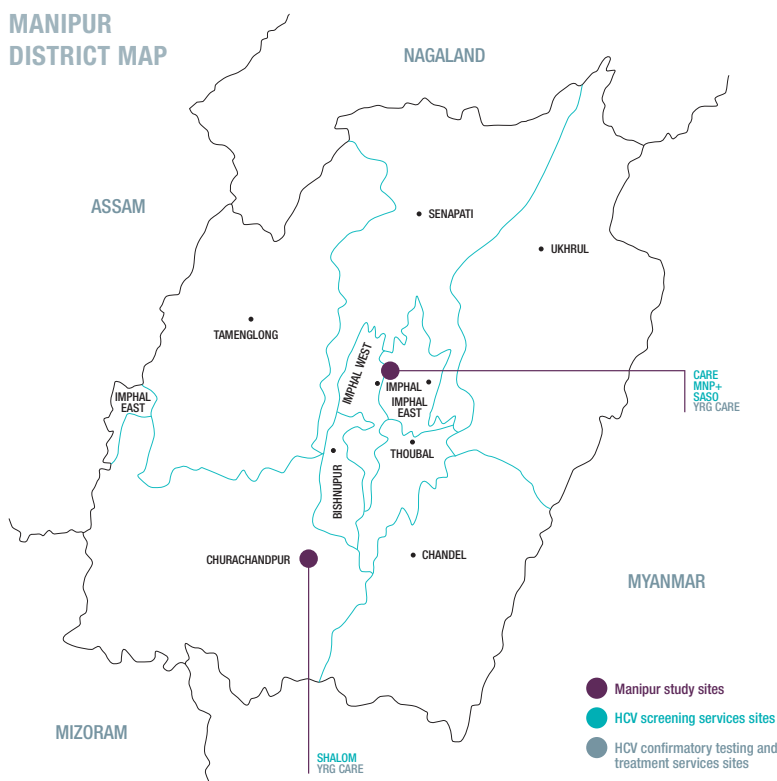 MANIPUR
DISTRICT MAP
NAGALAND
ASSAM
SENAPATI
UKHRUL
TAMENGLONG
IMPHAL WEST
CARE
MNP+
SASO
YRG CARE
IMPHAL
EAST
IMPHAL
IMPHAL
EAST
THOUBAL
BISHNUPUR
CHURACHANDPUR
CHANDEL
MYANMAR
Manipur study sites
HCV screening services sites
HCV confirmatory testing and
treatment services sites
MIZORAM
SHALOM
YRG CARE